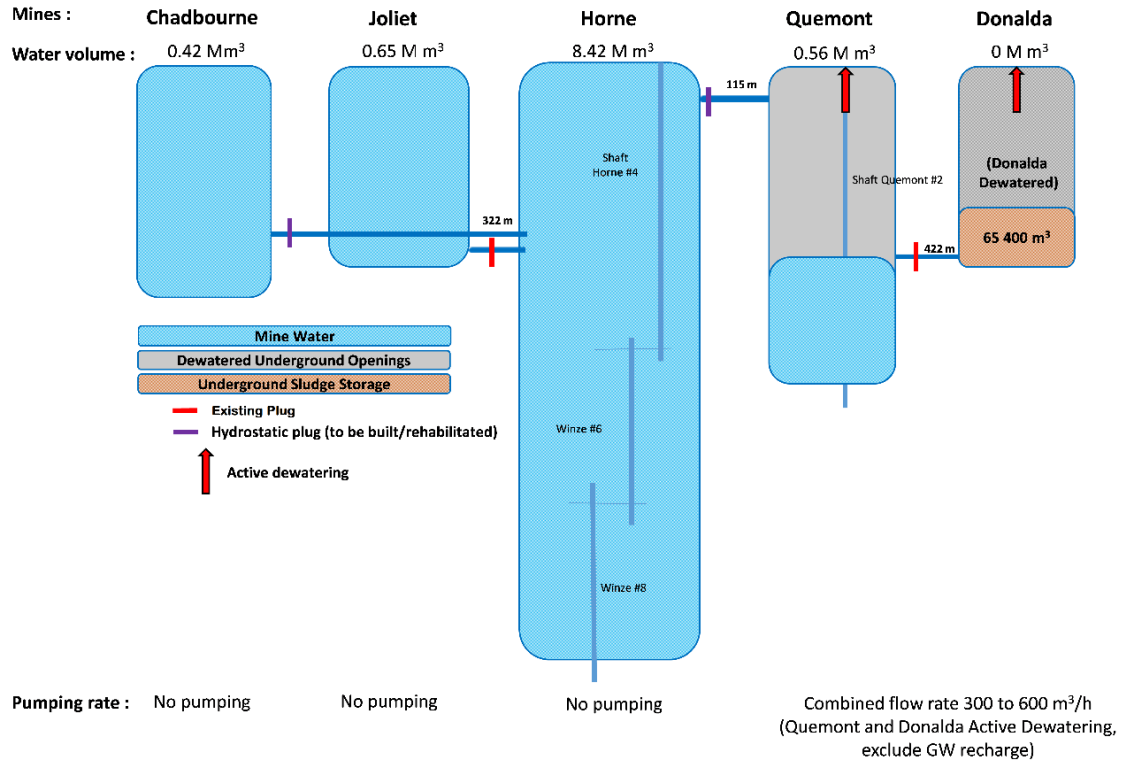 Mines : Chadbourne Joliet Horne Quemont Donalda
Water volume : 0.42 Mm³ 0.65 M m³ 8.42 M m³ 0.56 M m³ 0 M m³
115 m
Shaft
Horne #4
Shaft Quemont #2
(Donalda
Dewatered)
322 m
422 m
65 400 m³
Mine Water
Dewatered Underground Openings
Underground Sludge Storage
Existing Plug
Hydrostatic plug (to be built/rehabilitated)
Active dewatering
Winze #6
Winze #8
Pumping rate : No pumping No pumping No pumping
Combined flow rate 300 to 600 m³/h
(Quemont and Donalda Active Dewatering,
exclude GW recharge)